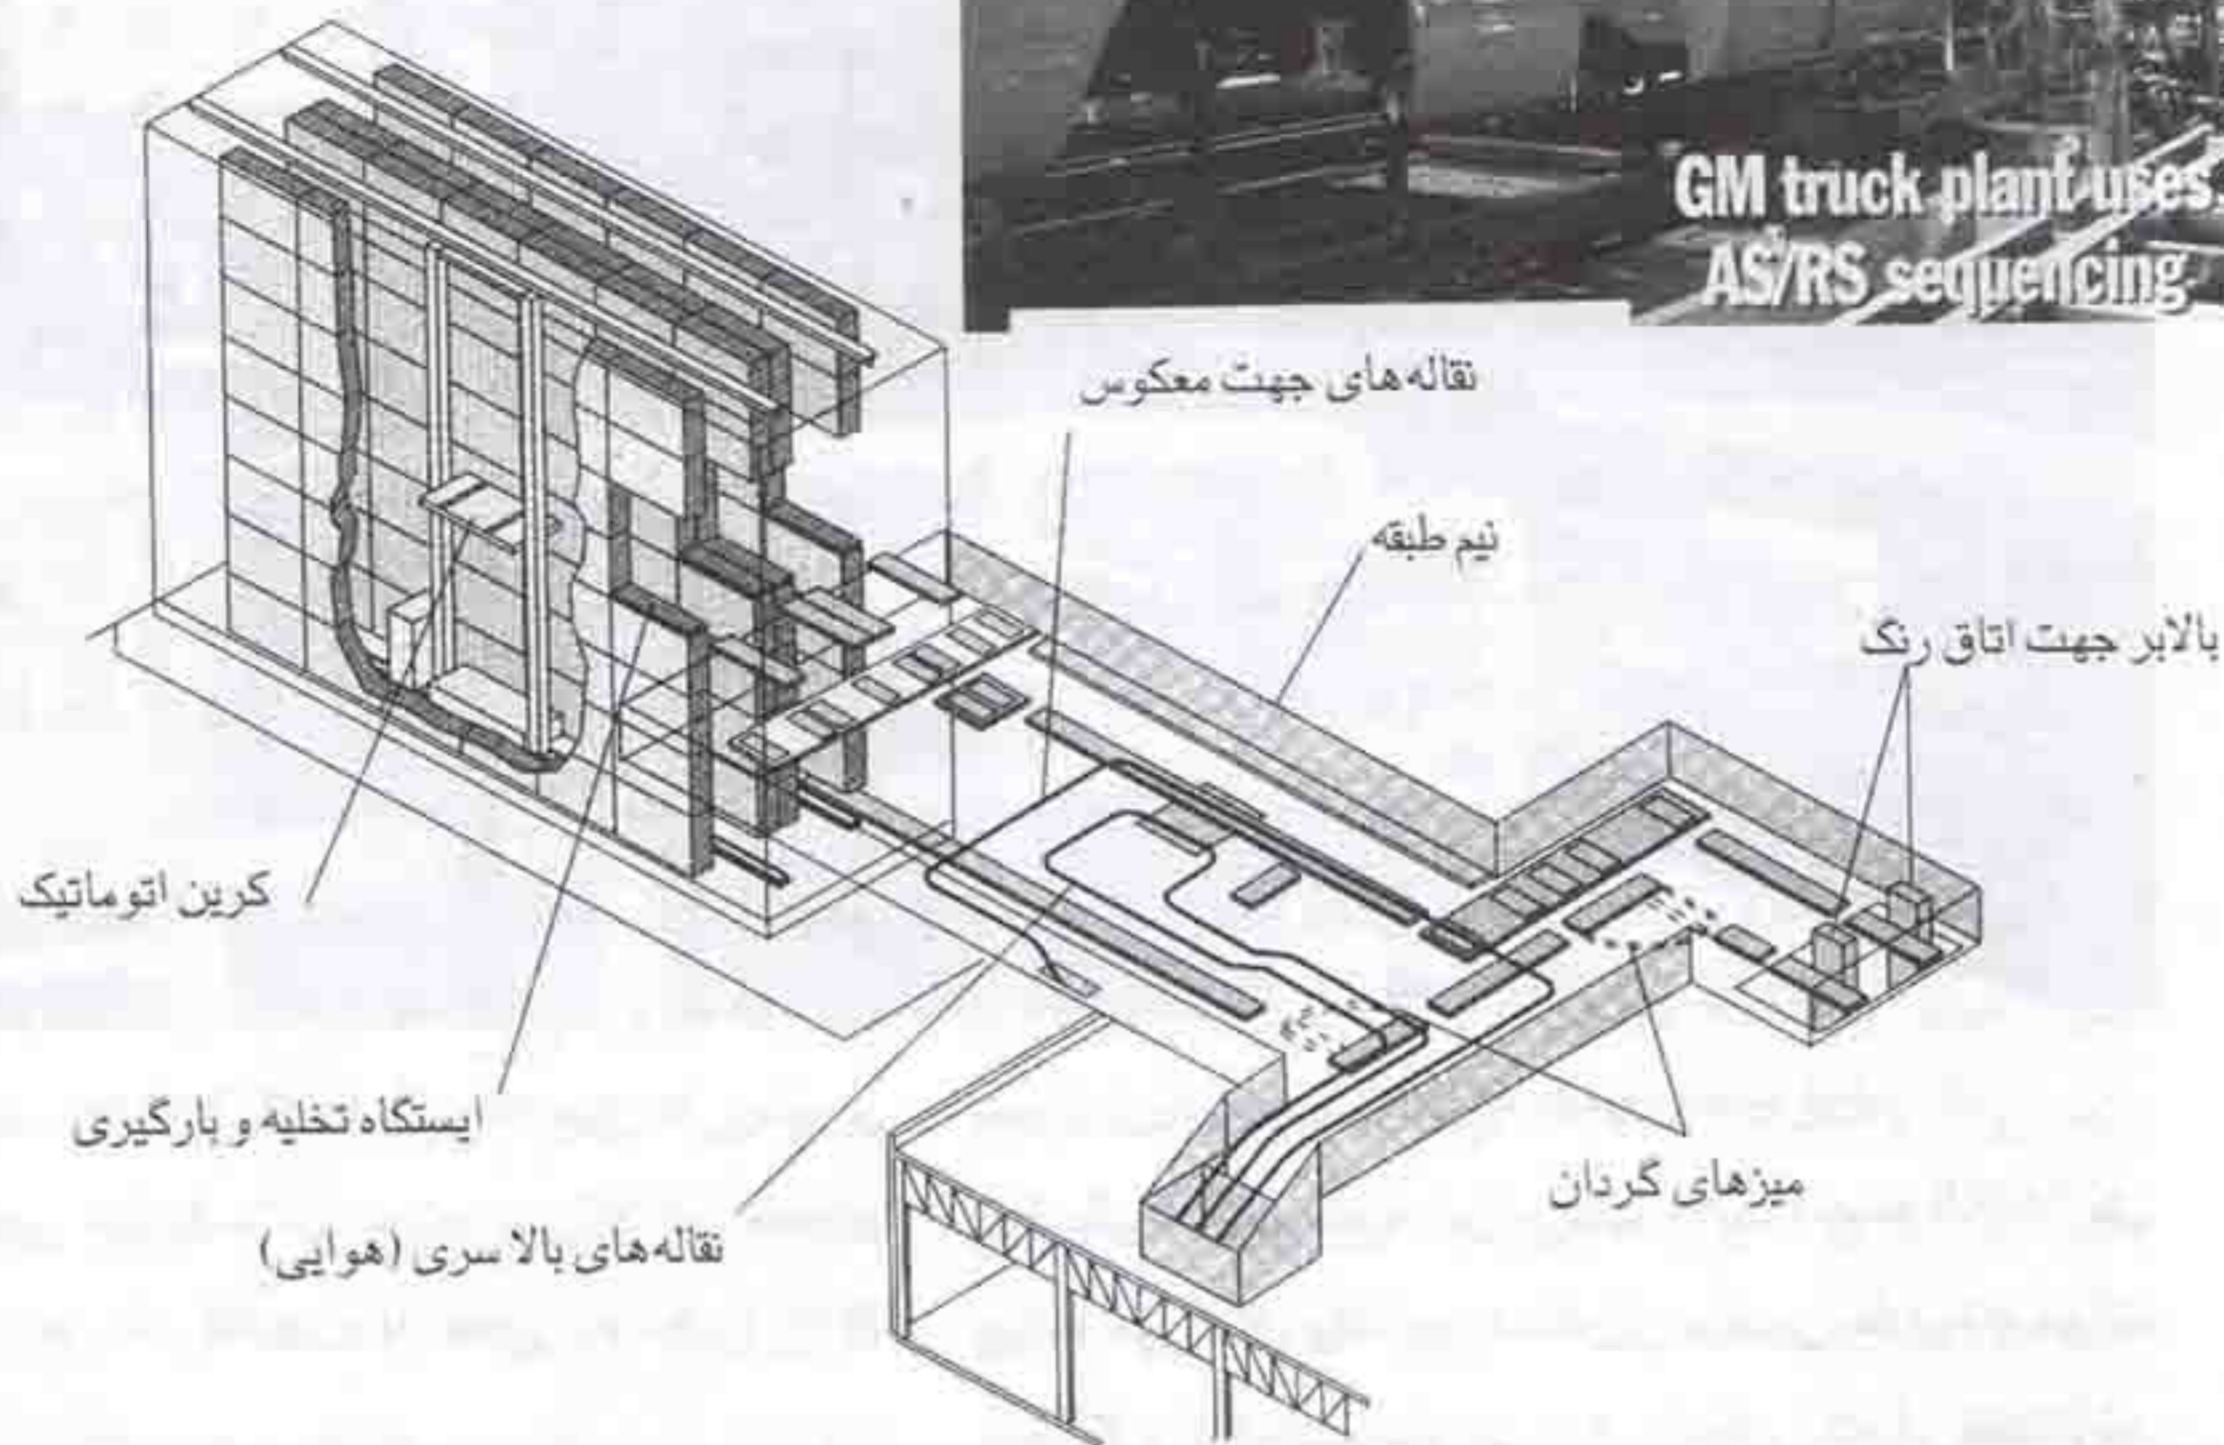 GM truck plant uses
AS/RS sequencing
نقاله‌های جهت معکوس
نیم طبقه
بالابر جهت اتاق رنگ
کرین اتوماتیک
ایستگاه تخلیه و بارگیری
میزهای گردان
نقاله‌های بالا سری (هوایی)